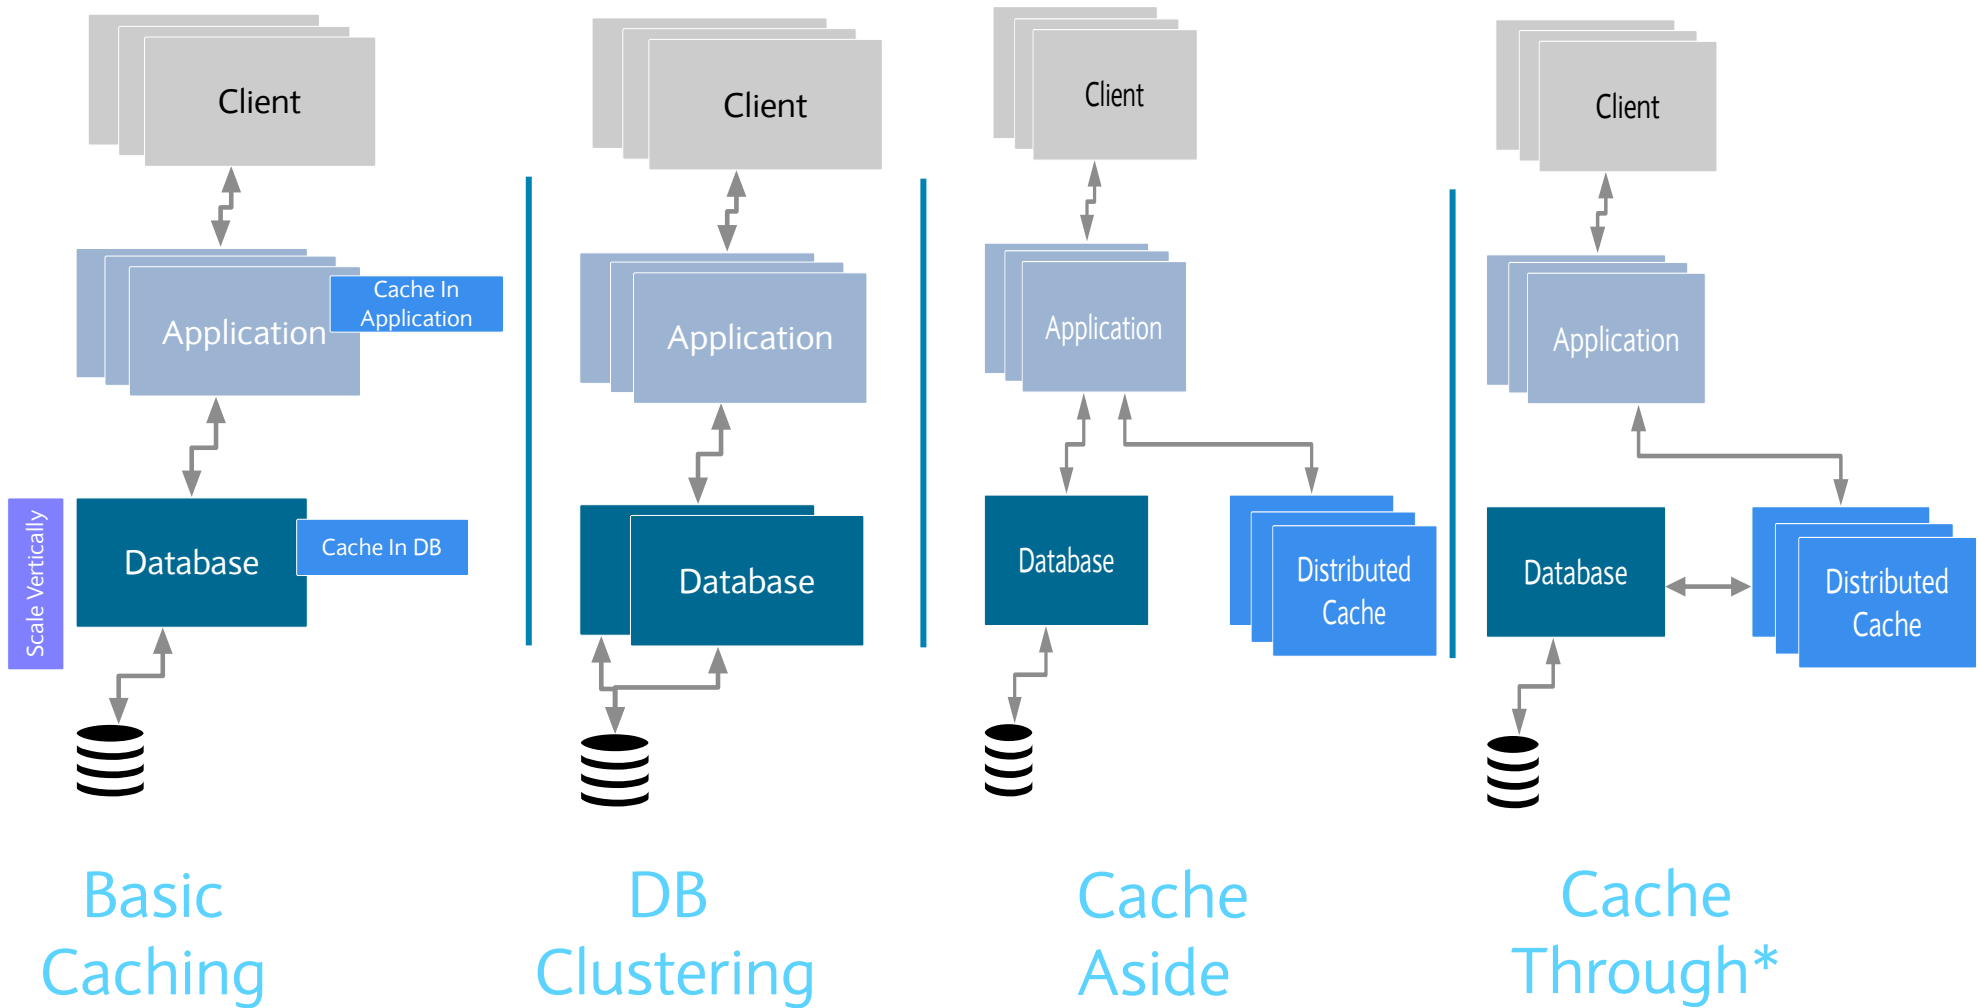 Client
Application
Cache In
Application
Scale Vertically
Database
Cache In DB
Basic
Caching
Client
Application
Database
DB
Clustering
Client
Application
Database
Distributed
Cache
Cache
Aside
Client
Application
Database
Distributed
Cache
Cache
Through*